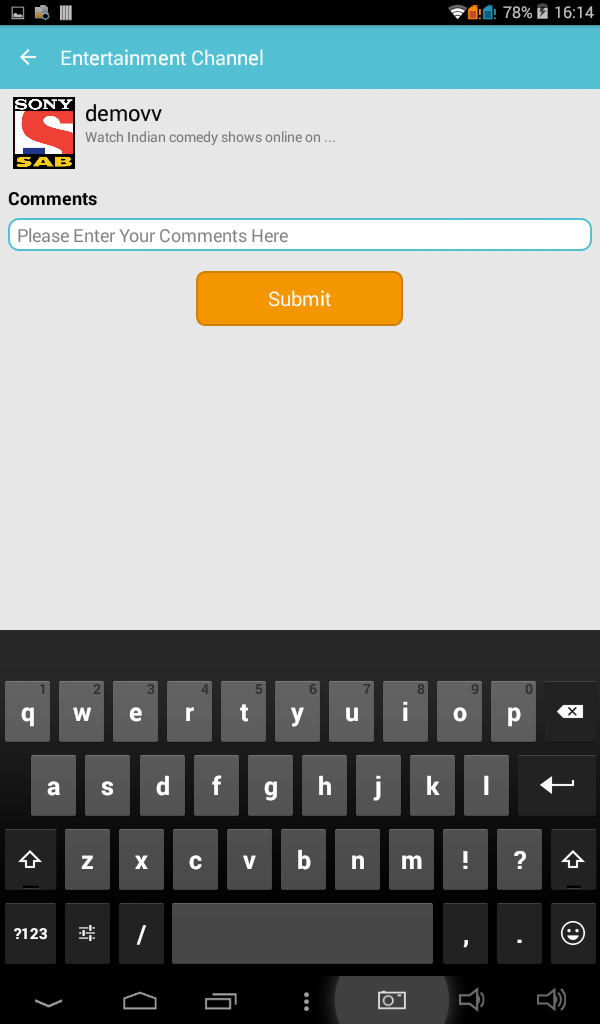 78% 16:14
Entertainment Channel
SONY
S
SAB
demovv
Watch Indian comedy shows online on ...
Comments
Please Enter Your Comments Here
Submit
1 2 3 4 5 6 7 8 9 0
q w e r t y u i o p
a s d f g h j k l
z x c v b n m ! ?
?123 / , .